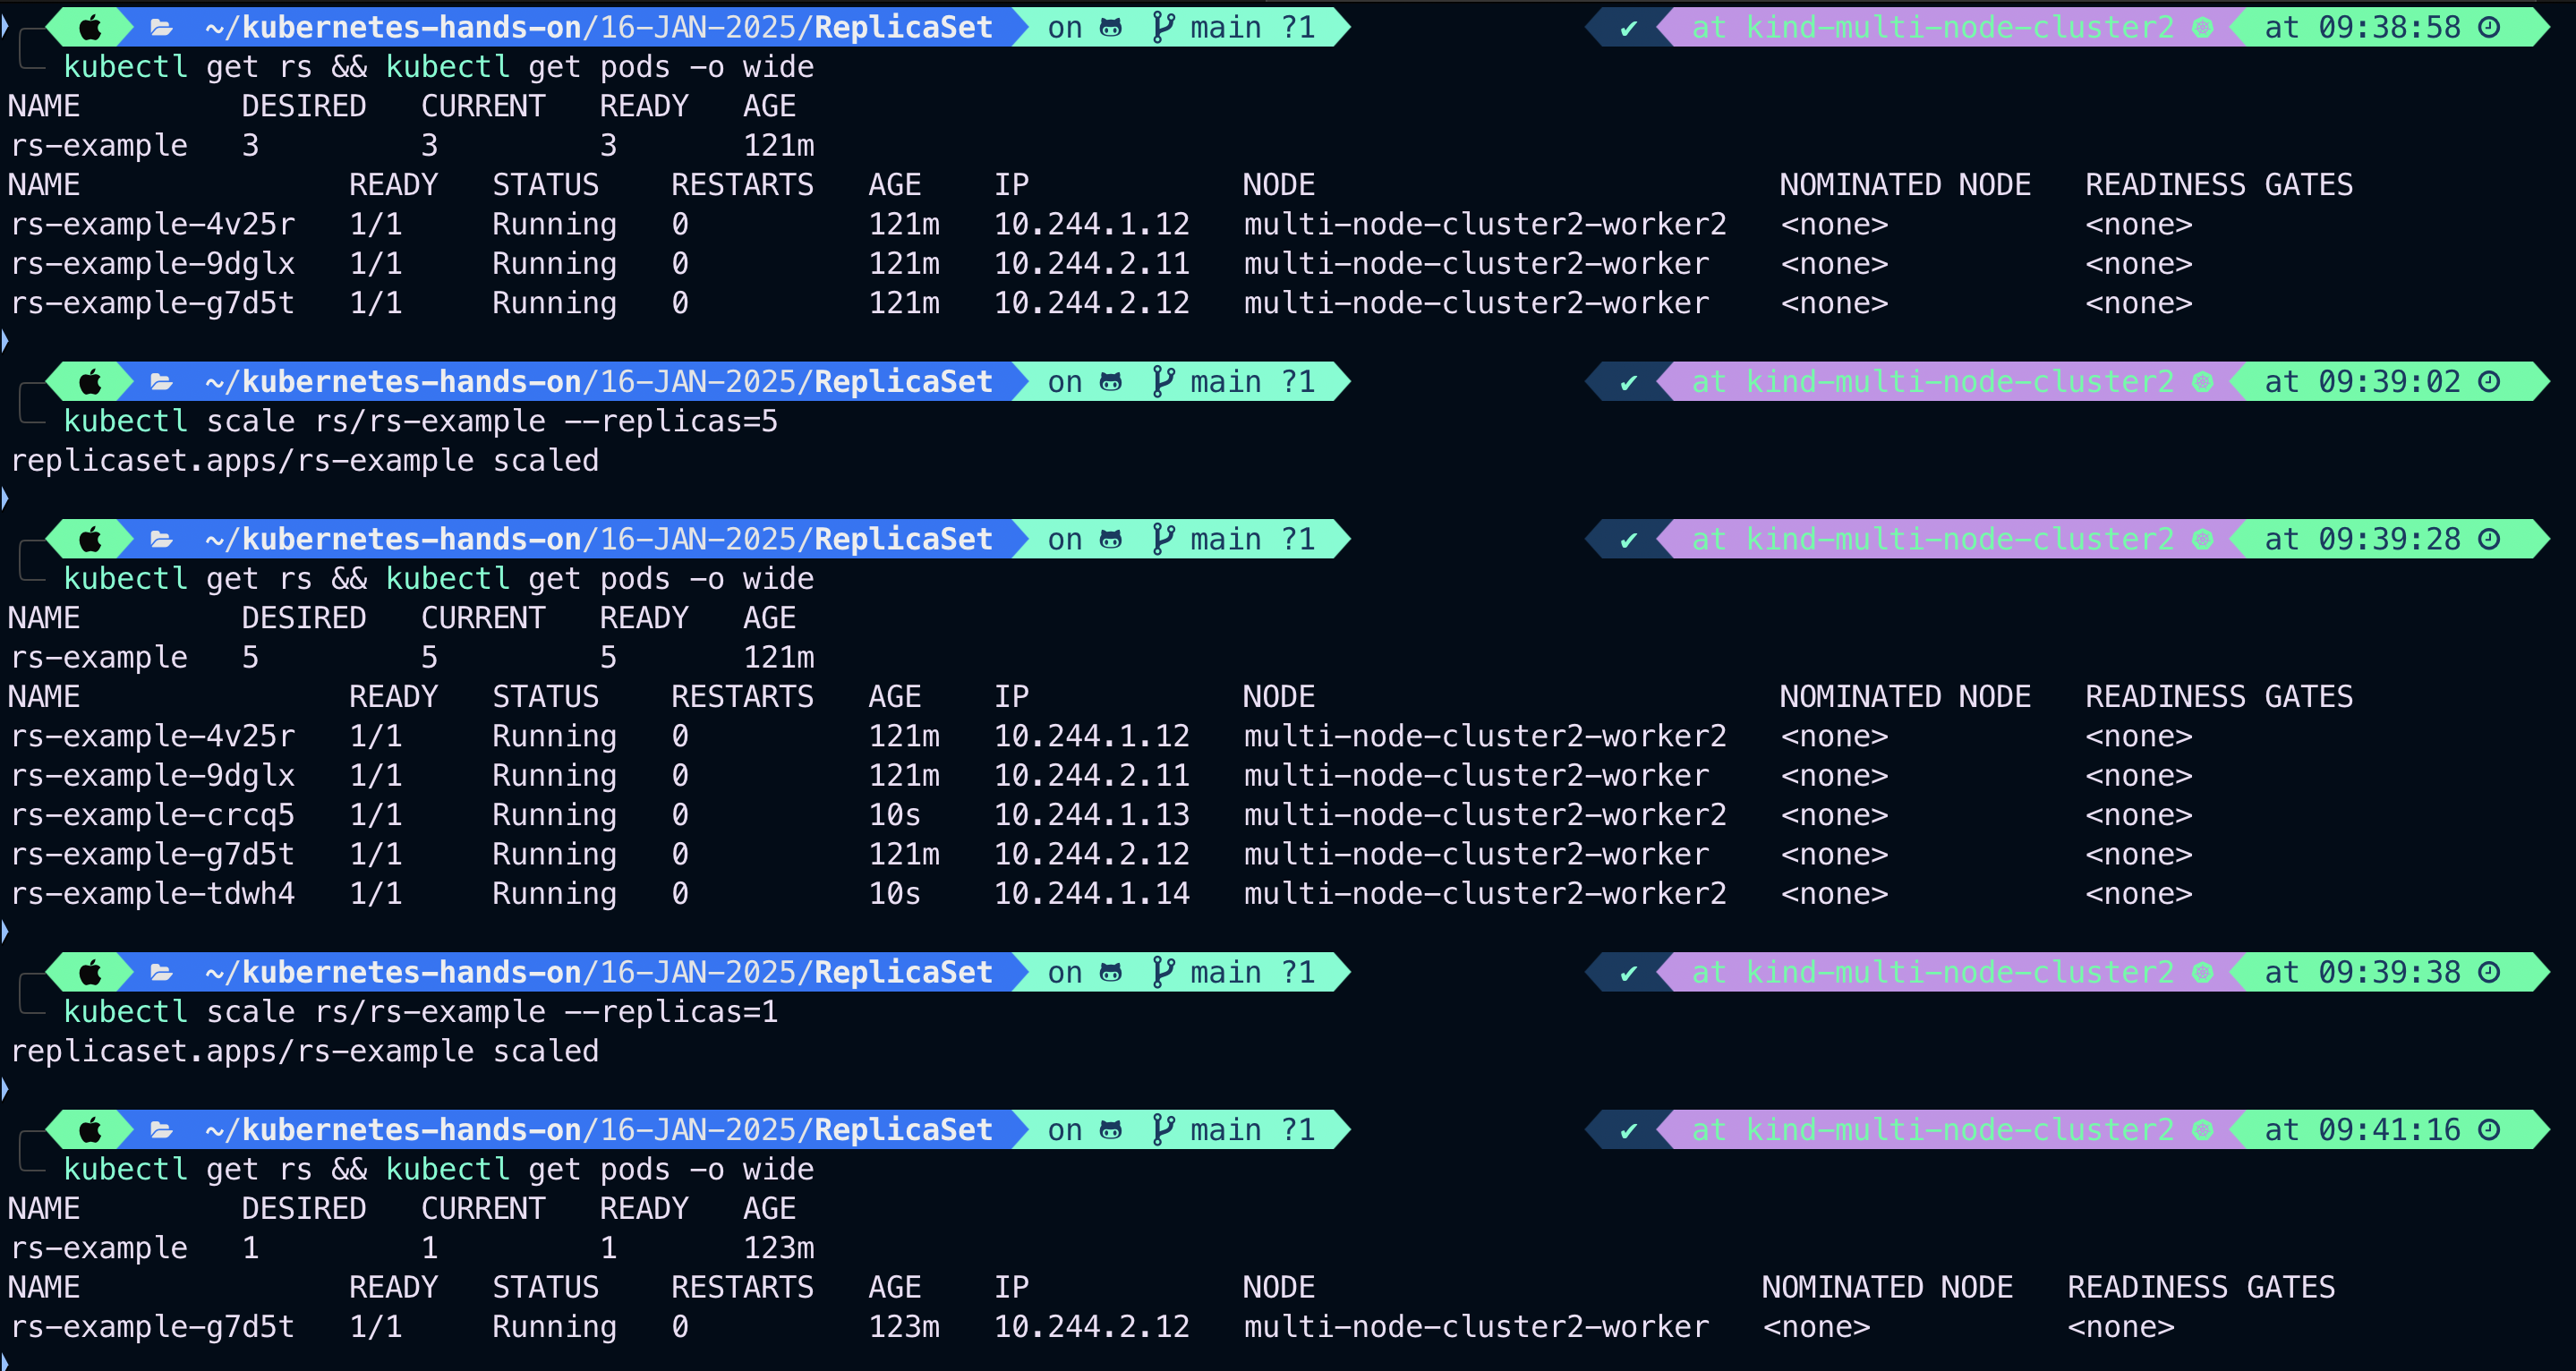 ~/kubernetes-hands-on/16-JAN-2025/ReplicaSet on main ?1 ✔ at kind-multi-node-cluster2 at 09:38:58
kubectl get rs && kubectl get pods -o wide
NAME DESIRED CURRENT READY AGE
rs-example 3 3 3 121m
NAME READY STATUS RESTARTS AGE IP NODE NOMINATED NODE READINESS GATES
rs-example-4v25r 1/1 Running 0 121m 10.244.1.12 multi-node-cluster2-worker2 <none> <none>
rs-example-9dglx 1/1 Running 0 121m 10.244.2.11 multi-node-cluster2-worker <none> <none>
rs-example-g7d5t 1/1 Running 0 121m 10.244.2.12 multi-node-cluster2-worker <none> <none>
~/kubernetes-hands-on/16-JAN-2025/ReplicaSet on main ?1 ✔ at kind-multi-node-cluster2 at 09:39:02
kubectl scale rs/rs-example --replicas=5
replicaset.apps/rs-example scaled
~/kubernetes-hands-on/16-JAN-2025/ReplicaSet on main ?1 ✔ at kind-multi-node-cluster2 at 09:39:28
kubectl get rs && kubectl get pods -o wide
NAME DESIRED CURRENT READY AGE
rs-example 5 5 5 121m
NAME READY STATUS RESTARTS AGE IP NODE NOMINATED NODE READINESS GATES
rs-example-4v25r 1/1 Running 0 121m 10.244.1.12 multi-node-cluster2-worker2 <none> <none>
rs-example-9dglx 1/1 Running 0 121m 10.244.2.11 multi-node-cluster2-worker <none> <none>
rs-example-crcq5 1/1 Running 0 10s 10.244.1.13 multi-node-cluster2-worker2 <none> <none>
rs-example-g7d5t 1/1 Running 0 121m 10.244.2.12 multi-node-cluster2-worker <none> <none>
rs-example-tdwh4 1/1 Running 0 10s 10.244.1.14 multi-node-cluster2-worker2 <none> <none>
~/kubernetes-hands-on/16-JAN-2025/ReplicaSet on main ?1 ✔ at kind-multi-node-cluster2 at 09:39:38
kubectl scale rs/rs-example --replicas=1
replicaset.apps/rs-example scaled
~/kubernetes-hands-on/16-JAN-2025/ReplicaSet on main ?1 ✔ at kind-multi-node-cluster2 at 09:41:16
kubectl get rs && kubectl get pods -o wide
NAME DESIRED CURRENT READY AGE
rs-example 1 1 1 123m
NAME READY STATUS RESTARTS AGE IP NODE NOMINATED NODE READINESS GATES
rs-example-g7d5t 1/1 Running 0 123m 10.244.2.12 multi-node-cluster2-worker <none> <none>